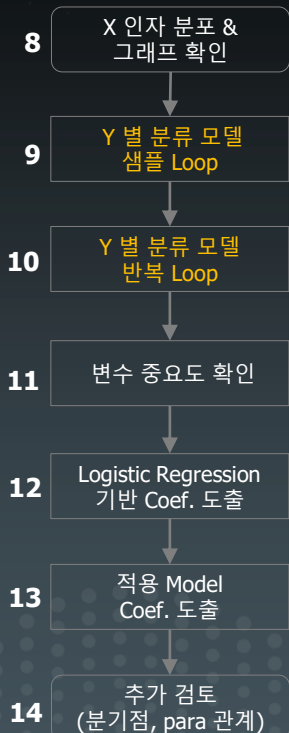 8
X 인자 분포 &
그래프 확인
9
Y 별 분류 모델
샘플 Loop
10
Y 별 분류 모델
반복 Loop
11
변수 중요도 확인
12
Logistic Regression
기반 Coef. 도출
13
적용 Model
Coef. 도출
14
추가 검토
(분기점, para 관계)